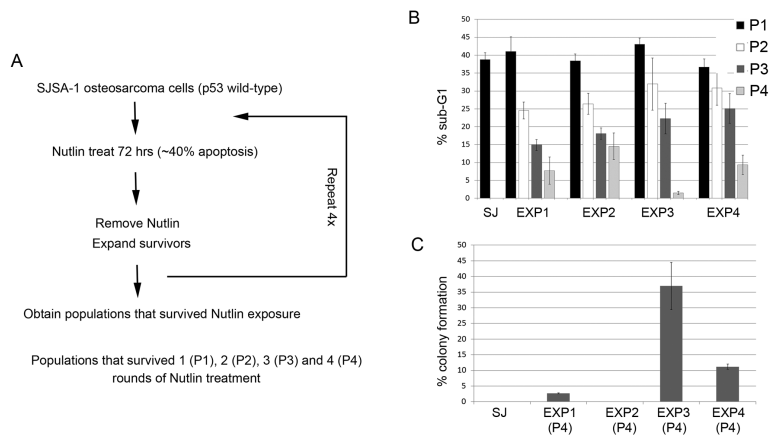 A
SJSA-1 osteosarcoma cells (p53 wild-type)
Nutlin treat 72 hrs (~40% apoptosis)
Remove Nutlin
Expand survivors
Repeat 4x
Obtain populations that survived Nutlin exposure
Populations that survived 1 (P1), 2 (P2), 3 (P3) and 4 (P4)
rounds of Nutlin treatment
B
% sub-G1
50
45
40
35
30
25
20
15
10
5
0
SJ EXP1 EXP2 EXP3 EXP4
P1
P2
P3
P4
C
% colony formation
50
45
40
35
30
25
20
15
10
5
0
SJ EXP1 EXP2 EXP3 EXP4
(P4) (P4) (P4) (P4)